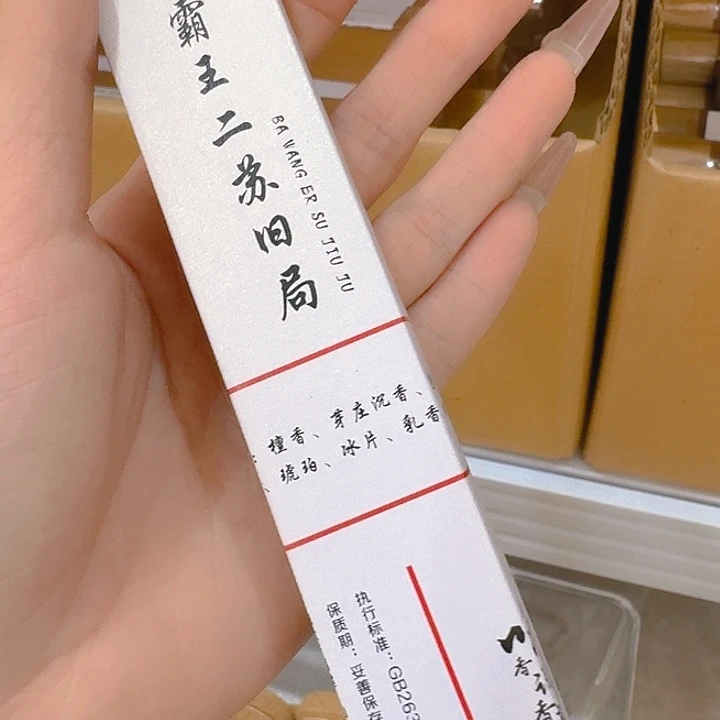 霸王二苏旧局
BA WANG ER SU JIU JU
檀香、芽庄沉香、
、琥珀、冰片、乳香
执行标准：GB263
保质期：妥善保存